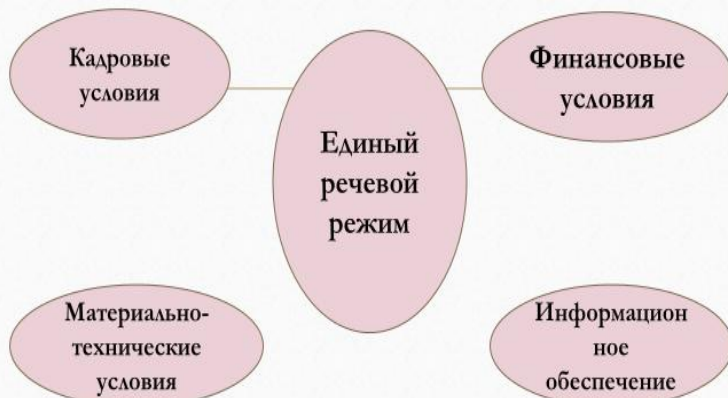 Кадровые
условия
Финансовые
условия
Единый
речевой
режим
Материально-
технические
условия
Информацион
ное
обеспечение